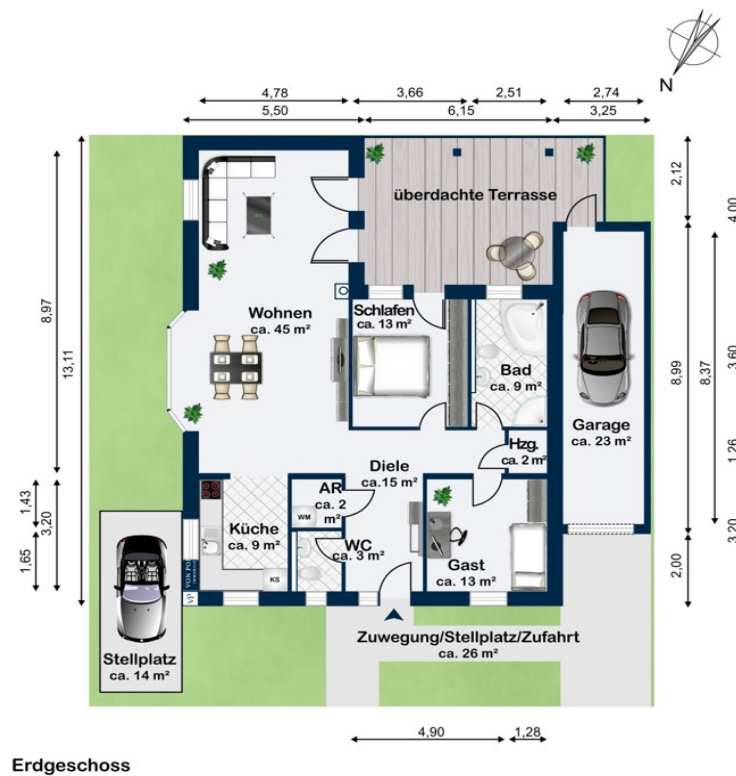 N
4,78
3,66
2,51
2,74
5,50
6,15
3,25
überdachte Terrasse
2,12
4,00
Wohnen
ca. 45 m²
Schlafen
ca. 13 m²
Bad
ca. 9 m²
Garage
ca. 23 m²
8,97
13,11
8,99
8,37
3,60
1,26
3,20
Hzg.
ca. 2 m²
Diele
ca. 15 m²
AR
ca. 2
m²
WM
Küche
ca. 9 m²
KS
WC
ca. 3 m²
Gast
ca. 13 m²
1,43
3,20
1,65
2,00
VP
Stellplatz
ca. 14 m²
Zuwegung/Stellplatz/Zufahrt
ca. 26 m²
4,90
1,28
Erdgeschoss